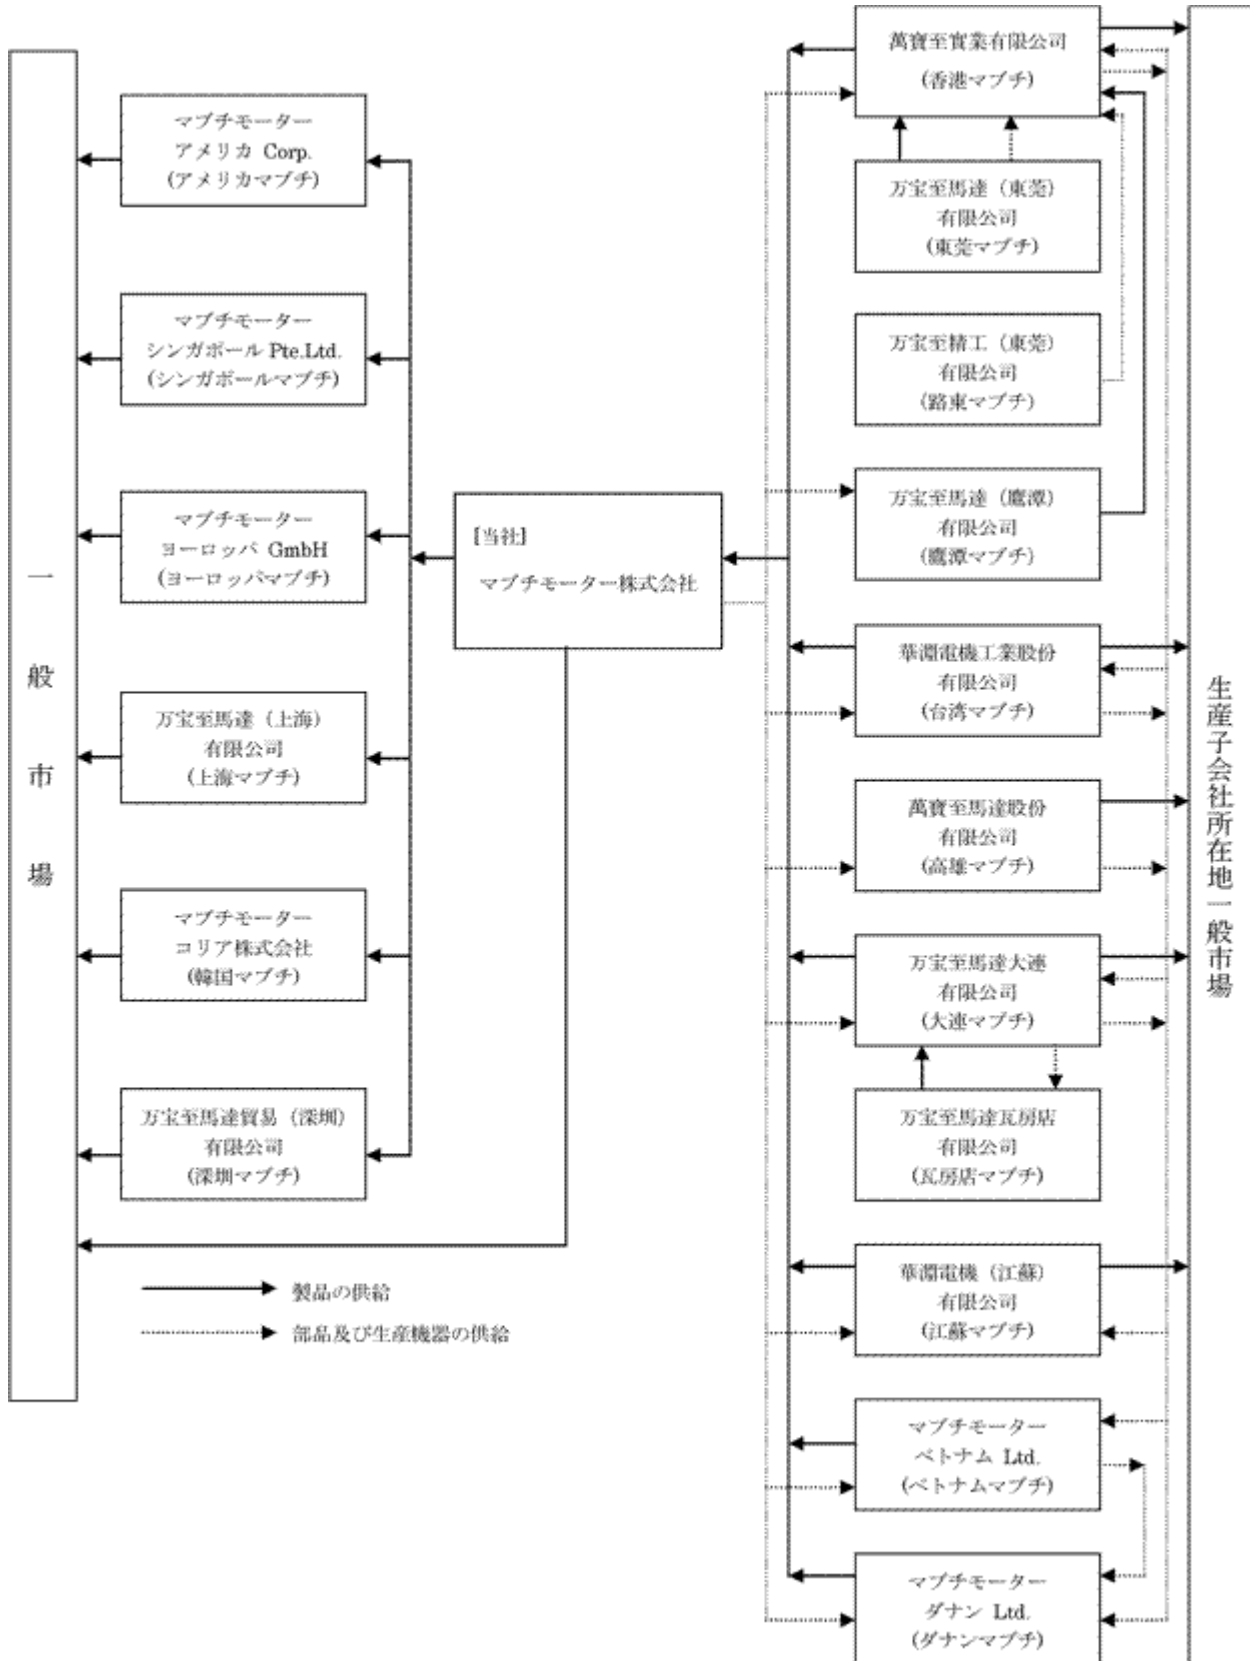 一般市場
マブチモーター
アメリカ Corp.
(アメリカマブチ)
マブチモーター
シンガポール Pte.Ltd.
(シンガポールマブチ)
マブチモーター
ヨーロッパ GmbH
(ヨーロッパマブチ)
万宝至馬達（上海）
有限公司
(上海マブチ)
マブチモーター
コリア株式会社
(韓国マブチ)
万宝至馬達貿易（深圳）
有限公司
(深圳マブチ)
[当社]
マブチモーター株式会社
萬寶至實業有限公司
(香港マブチ)
万宝至馬達（東莞）
有限公司
(東莞マブチ)
万宝至精工（東莞）
有限公司
(路東マブチ)
万宝至馬達（鷹潭）
有限公司
(鷹潭マブチ)
華淵電機工業股份
有限公司
(台湾マブチ)
萬寶至馬達股份
有限公司
(高雄マブチ)
万宝至馬達大連
有限公司
(大連マブチ)
万宝至馬達瓦房店
有限公司
(瓦房店マブチ)
華淵電機（江蘇）
有限公司
(江蘇マブチ)
マブチモーター
ベトナム Ltd.
(ベトナムマブチ)
マブチモーター
ダナン Ltd.
(ダナンマブチ)
生産子会社所在地一般市場
製品の供給
部品及び生産機器の供給